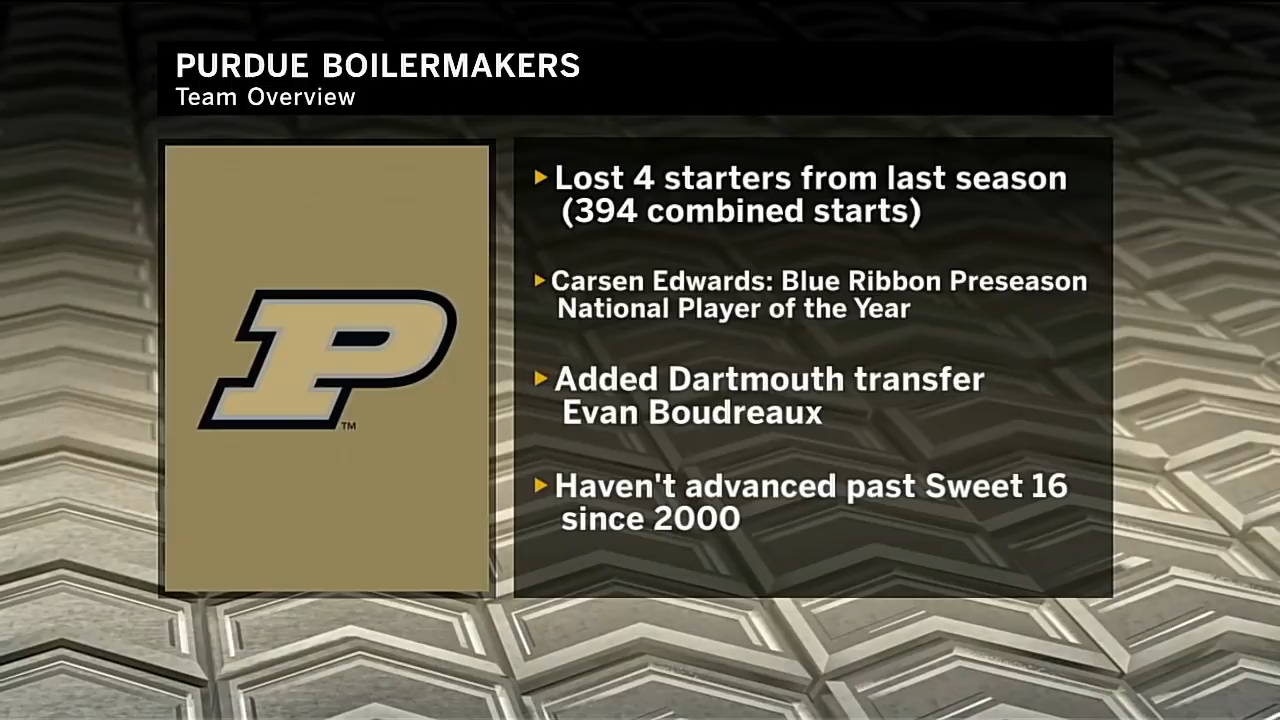 PURDUE BOILERMAKERS
Team Overview
Lost 4 starters from last season
(394 combined starts)
Carsen Edwards: Blue Ribbon Preseason
National Player of the Year
Added Dartmouth transfer
Evan Boudreaux
Haven't advanced past Sweet 16
since 2000
P
TM